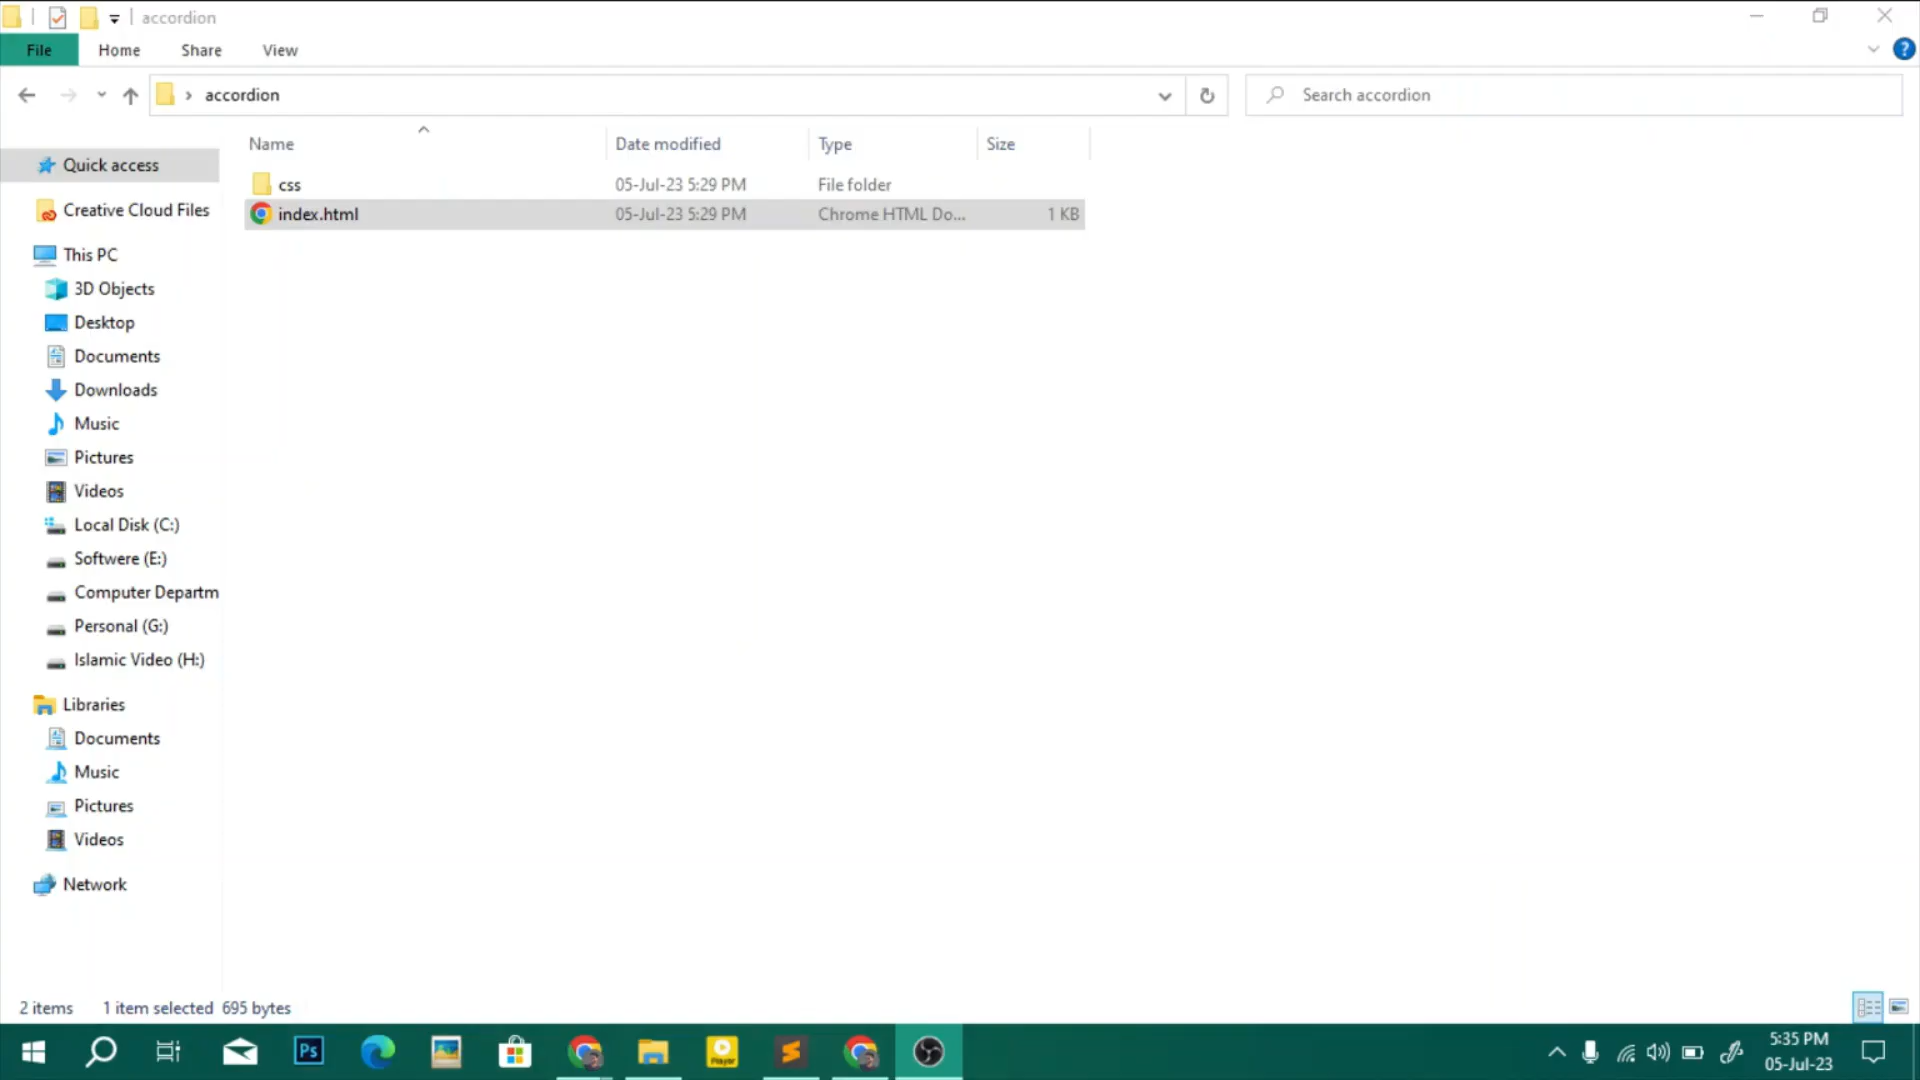 accordion
File Home Share View
accordion
Search accordion
Name Date modified Type Size
Quick access
css 05-Jul-23 5:29 PM File folder
Creative Cloud Files
index.html 05-Jul-23 5:29 PM Chrome HTML Do... 1 KB
This PC
3D Objects
Desktop
Documents
Downloads
Music
Pictures
Videos
Local Disk (C:)
Softwere (E:)
Computer Departm
Personal (G:)
Islamic Video (H:)
Libraries
Documents
Music
Pictures
Videos
Network
2 items 1 item selected 695 bytes
Ps
Player
5:35 PM
05-Jul-23